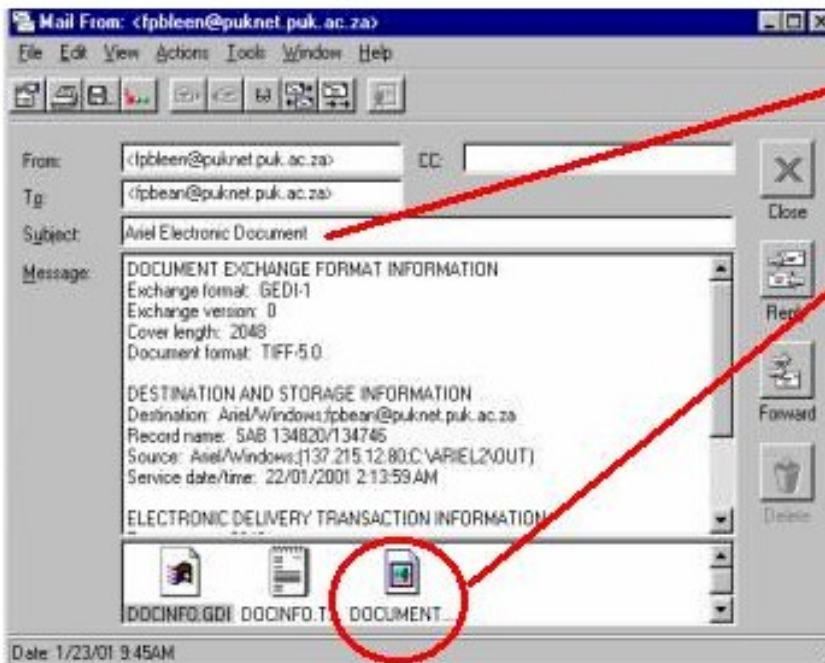 Mail From: <fpbleen@puknet.puk.ac.za>
File Edit View Actions Tools Window Help
From: <fpbleen@puknet.puk.ac.za> CC:
To: <fpbean@puknet.puk.ac.za>
Close
Subject: Ariel Electronic Document
Message: DOCUMENT EXCHANGE FORMAT INFORMATION
Exchange format: GEDI-1
Exchange version: 0
Reply
Cover length: 2048
Document format: TIFF-5.0
DESTINATION AND STORAGE INFORMATION
Destination: Ariel/Windows;fpbean@puknet.puk.ac.za
Forward
Record name: SAB 134820/134746
Source: Ariel/Windows;(137.215.12.80;C:\ARIEL2\OUT)
Service date/time: 22/01/2001 2:13:59 AM
Delete
ELECTRONIC DELIVERY TRANSACTION INFORMATION
DOCINFO.GDI DOCINFO.T... DOCUMENT...
Date: 1/23/01 9:45AM